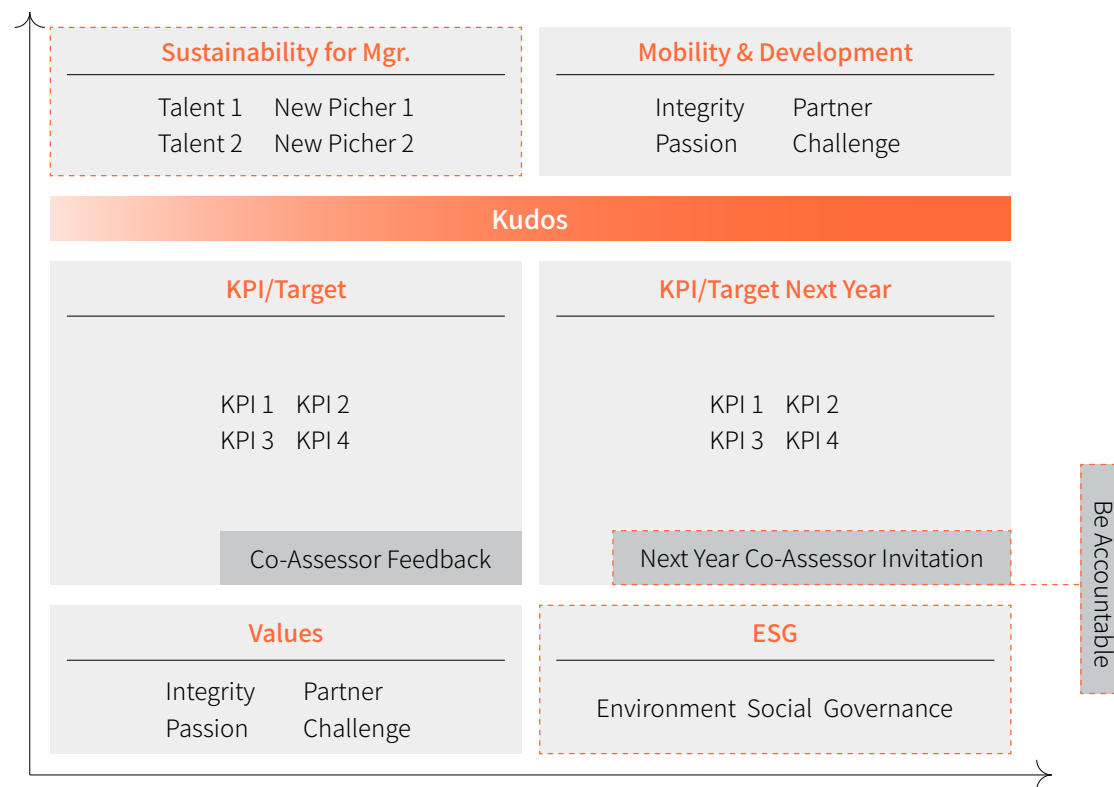 Sustainability for Mgr.
Talent 1 New Picher 1
Talent 2 New Picher 2
Mobility & Development
Integrity Partner
Passion Challenge
Kudos
KPI/Target
KPI 1 KPI 2
KPI 3 KPI 4
Co-Assessor Feedback
KPI/Target Next Year
KPI 1 KPI 2
KPI 3 KPI 4
Next Year Co-Assessor Invitation
Be Accountable
Values
Integrity Partner
Passion Challenge
ESG
Environment Social Governance